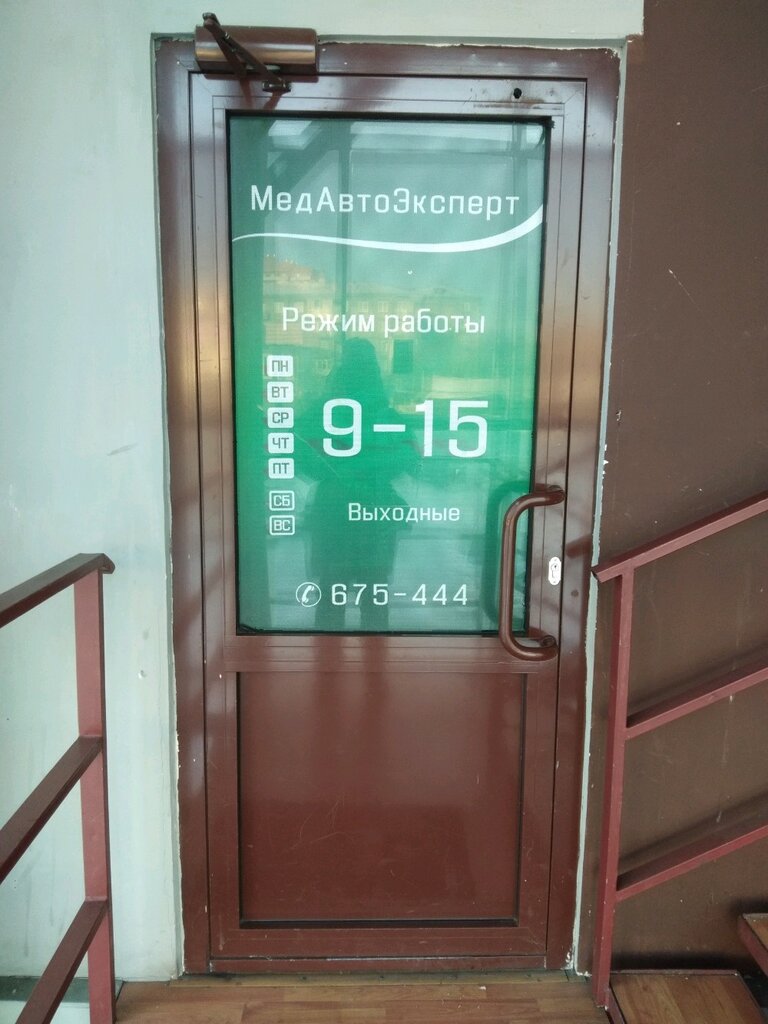 МедАвтоЭксперт
Режим работы
ПН
ВТ
СР
ЧТ
ПТ
9-15
СБ
ВС
Выходные
675-444